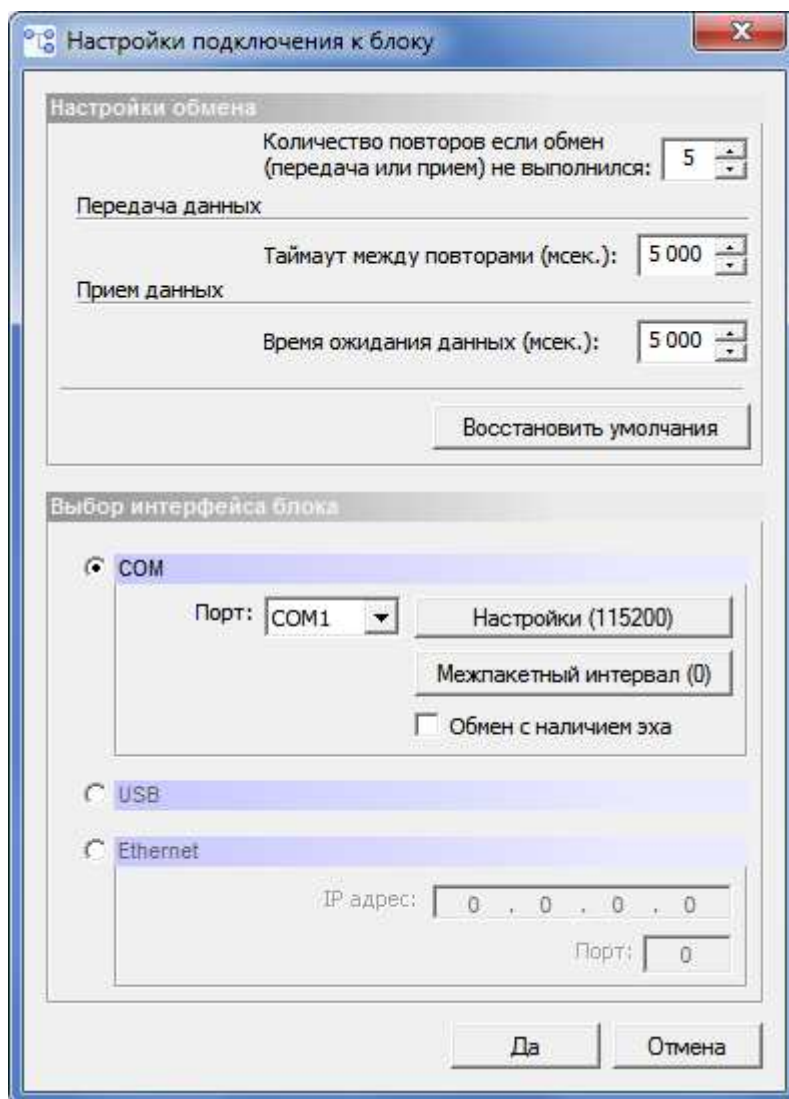 Настройки подключения к блоку
Настройки обмена
Количество повторов если обмен
(передача или прием) не выполнился: 5
Передача данных
Таймаут между повторами (мсек.): 5 000
Прием данных
Время ожидания данных (мсек.): 5 000
Восстановить умолчания
Выбор интерфейса блока
COM
Порт: COM1 Настройки (115200)
Межпакетный интервал (0)
Обмен с наличием эха
USB
Ethernet
IP адрес: 0 . 0 . 0 . 0
Порт: 0
Да Отмена